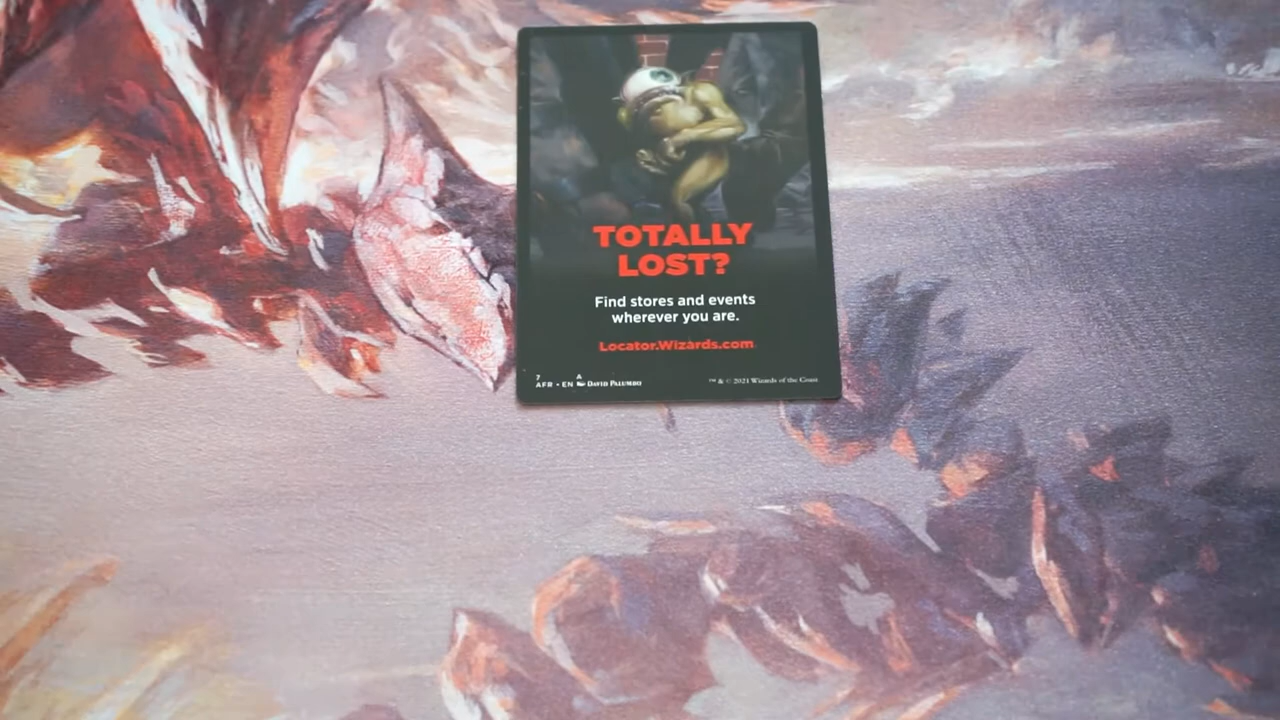 TOTALLY
LOST?
Find stores and events
wherever you are.
Locator.Wizards.com
7 A
AFR • EN DAVID PALUMBO
™ & © 2021 Wizards of the Coast